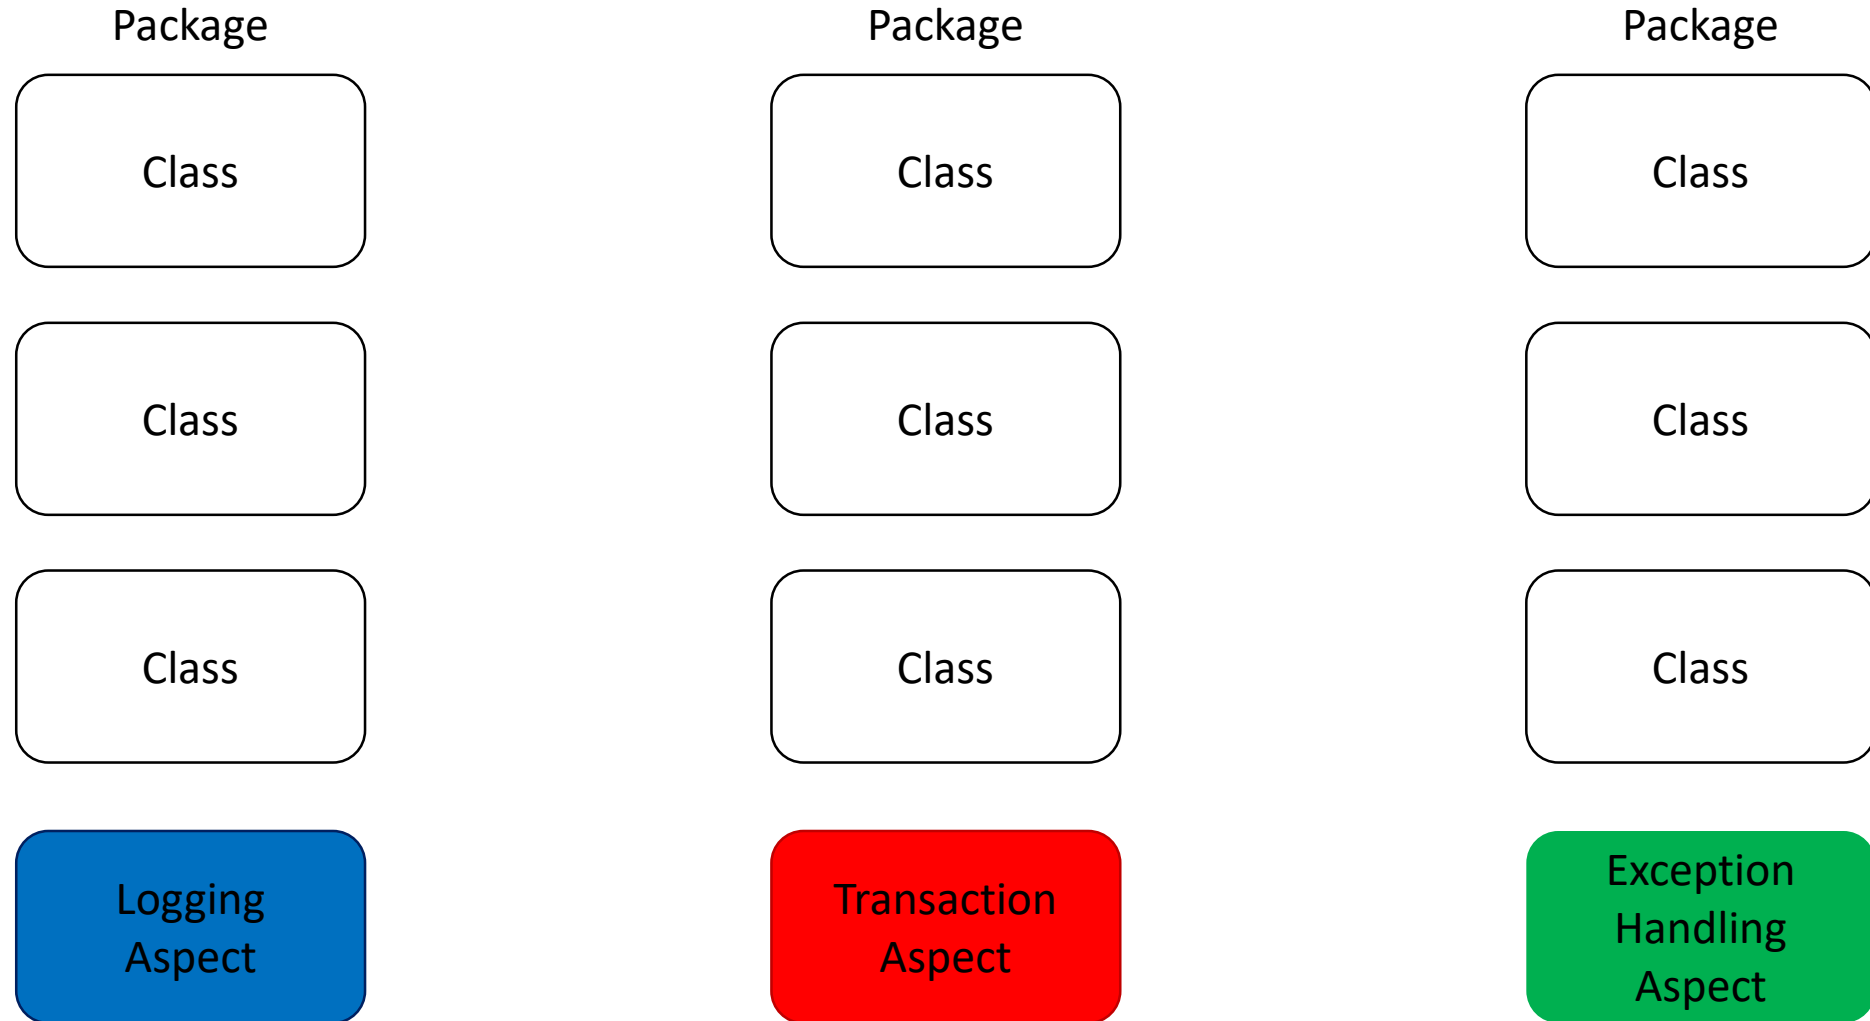 Package
Package
Package
Class
Class
Class
Class
Class
Class
Class
Class
Class
Logging
Aspect
Transaction
Aspect
Exception
Handling
Aspect